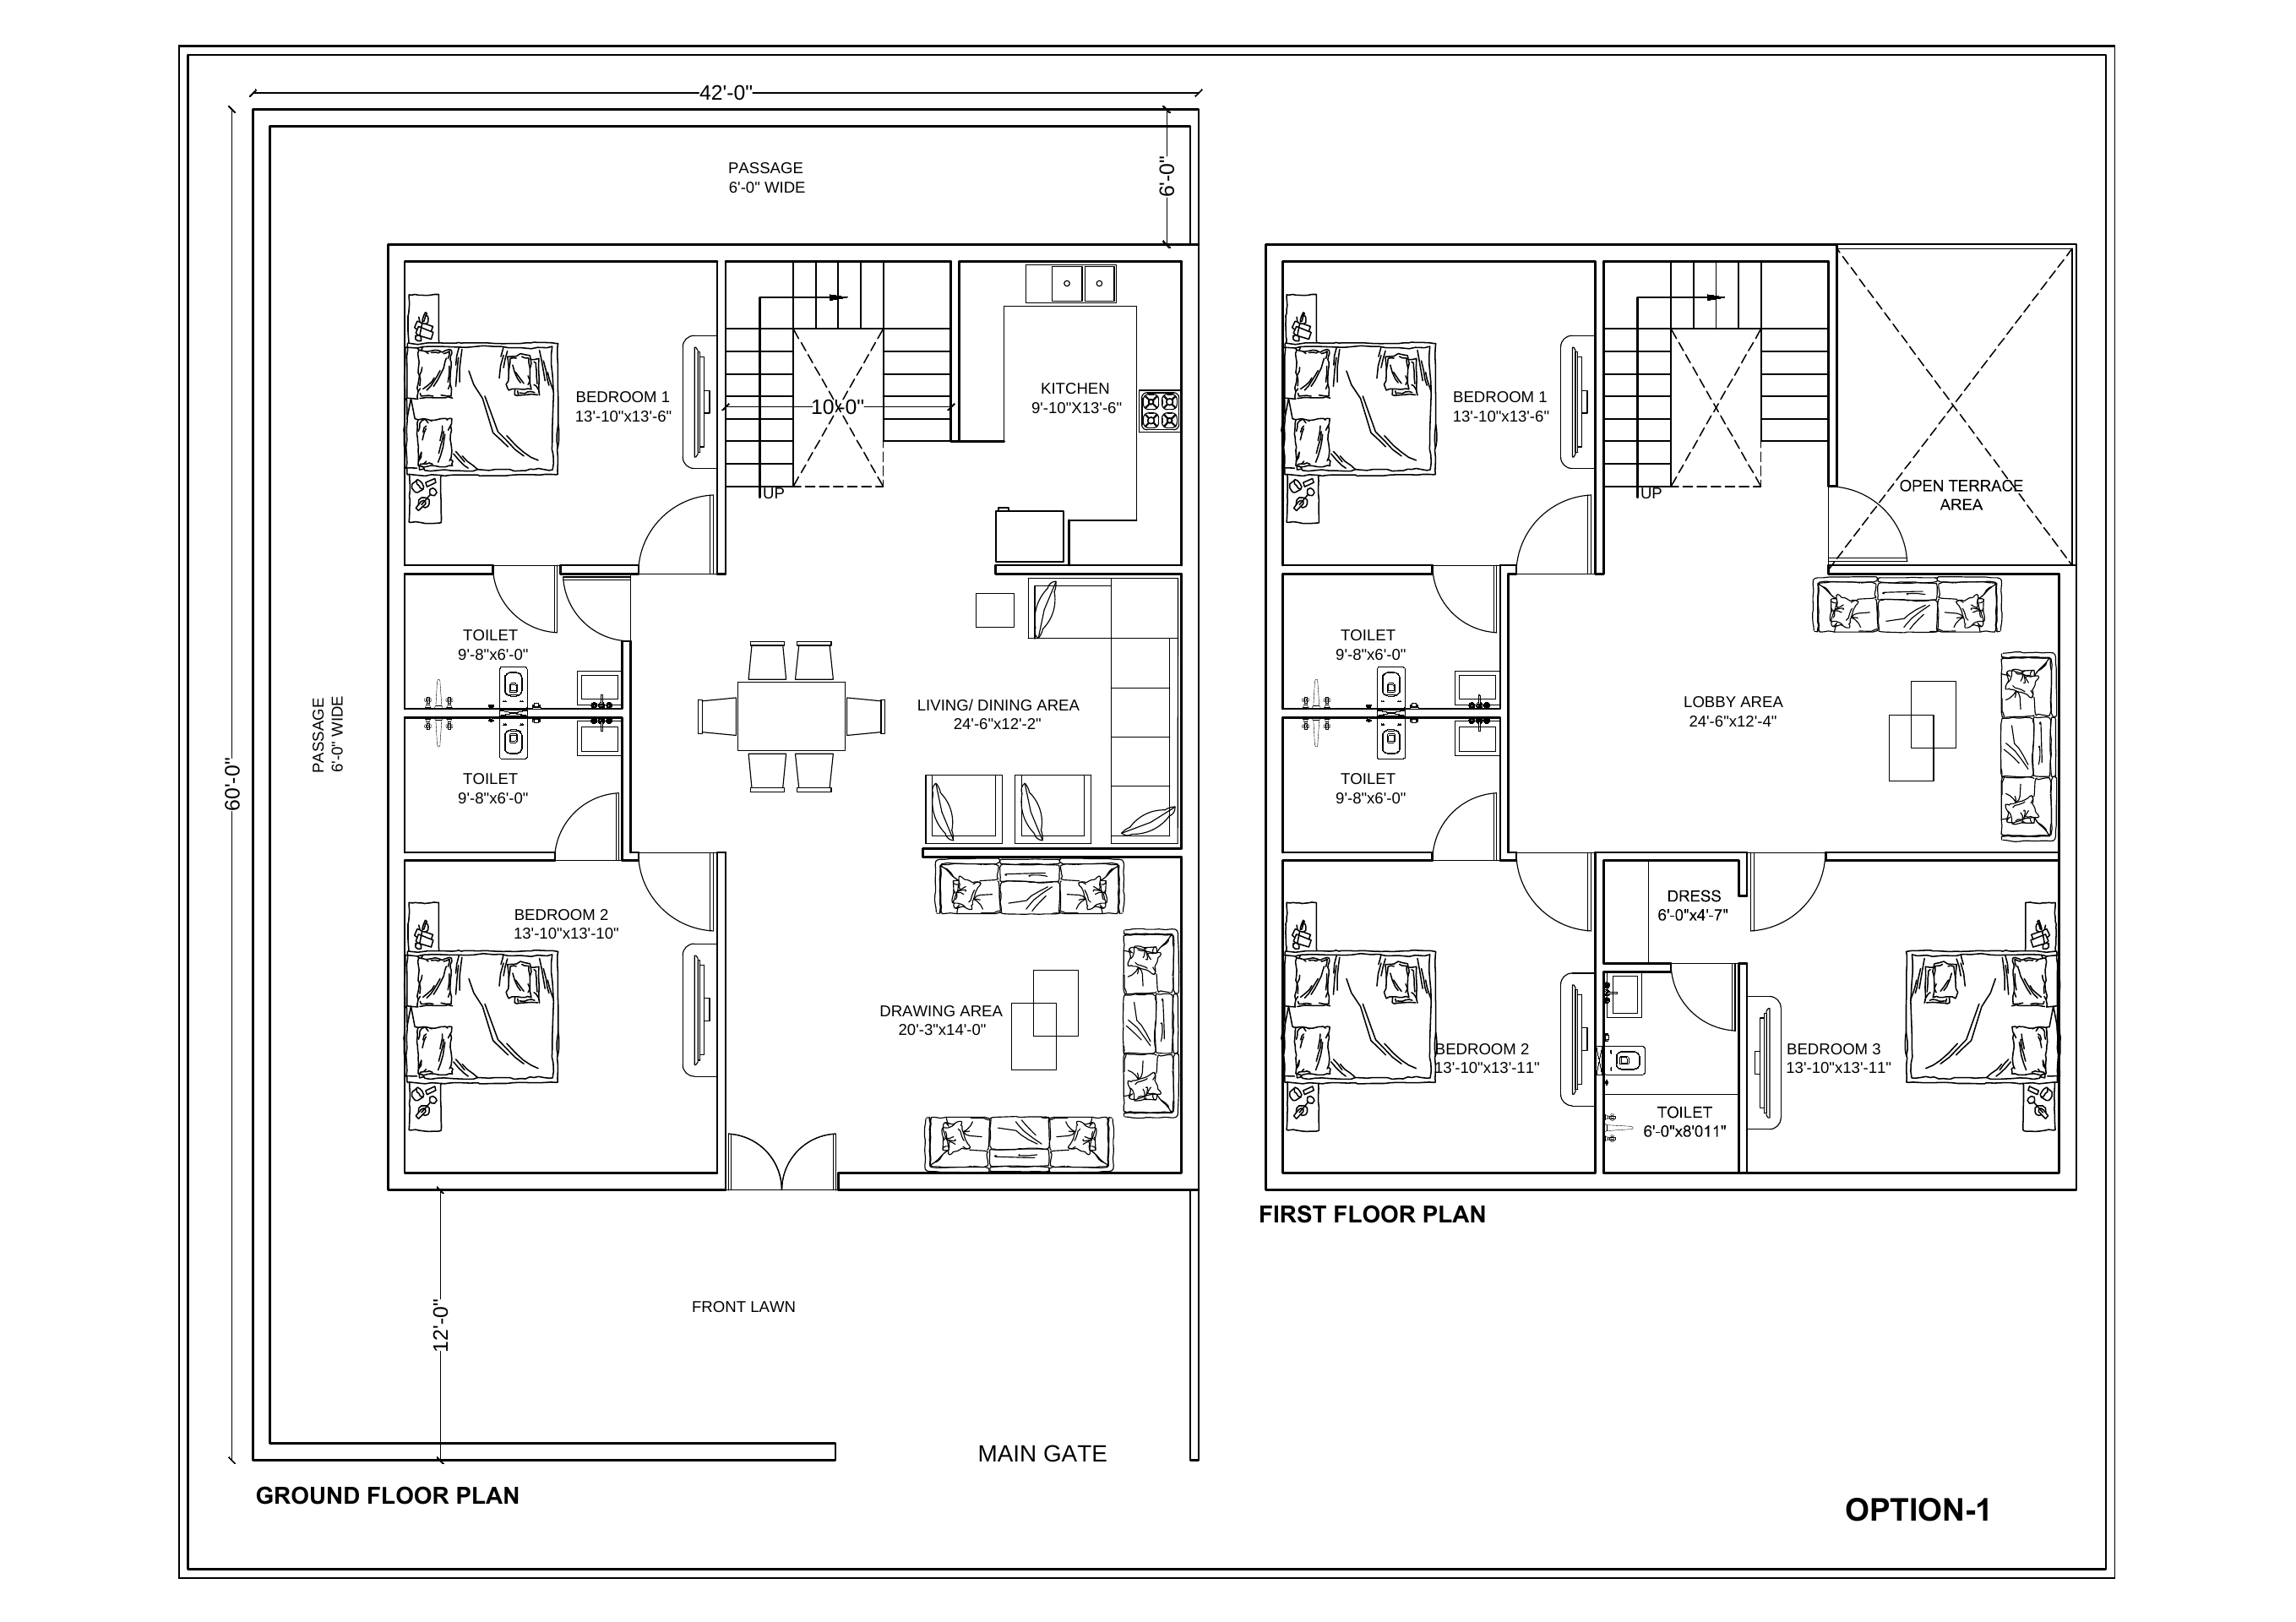 42'-0"
PASSAGE
6'-0" WIDE
6'-0"
BEDROOM 1
13'-10"x13'-6"
10'-0"
KITCHEN
9'-10"X13'-6"
UP
TOILET
9'-8"x6'-0"
LIVING/ DINING AREA
24'-6"x12'-2"
PASSAGE
6'-0" WIDE
60'-0"
TOILET
9'-8"x6'-0"
BEDROOM 2
13'-10"x13'-10"
DRAWING AREA
20'-3"x14'-0"
12'-0"
FRONT LAWN
MAIN GATE
GROUND FLOOR PLAN
BEDROOM 1
13'-10"x13'-6"
UP
OPEN TERRACE
AREA
TOILET
9'-8"x6'-0"
LOBBY AREA
24'-6"x12'-4"
TOILET
9'-8"x6'-0"
DRESS
6'-0"x4'-7"
BEDROOM 2
13'-10"x13'-11"
BEDROOM 3
13'-10"x13'-11"
TOILET
6'-0"x8'011"
FIRST FLOOR PLAN
OPTION-1